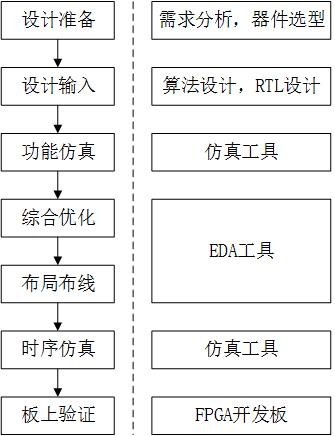 设计准备
需求分析，器件选型
设计输入
算法设计，RTL设计
功能仿真
仿真工具
综合优化
EDA工具
布局布线
时序仿真
仿真工具
板上验证
FPGA开发板